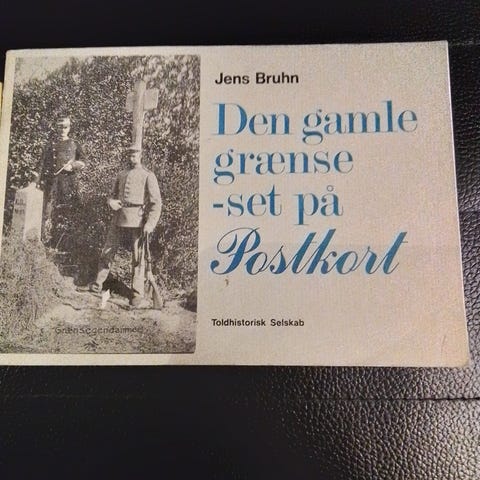 Jens Bruhn
Den gamle
grænse
-set på
Postkort
Toldhistorisk Selskab
Grænsegendarmer